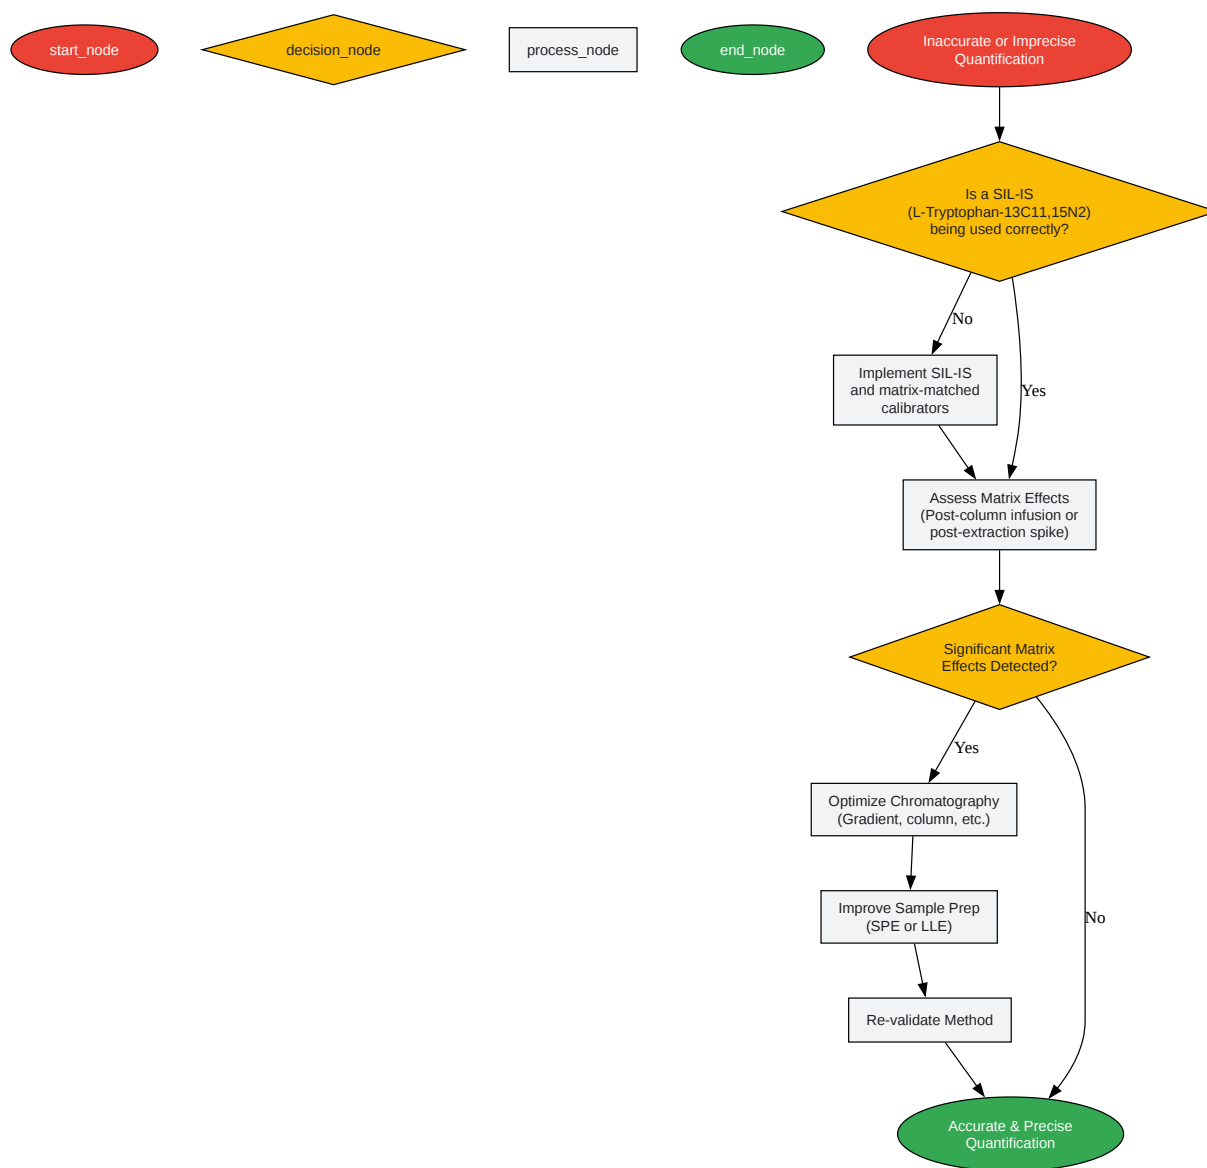 start_node
decision_node
process_node
end_node
Inaccurate or Imprecise
Quantification
Is a SIL-IS
(L-Tryptophan-13C11,15N2)
being used correctly?
No
Implement SIL-IS
and matrix-matched
calibrators
Yes
Assess Matrix Effects
(Post-column infusion or
post-extraction spike)
Significant Matrix
Effects Detected?
Yes
Optimize Chromatography
(Gradient, column, etc.)
Improve Sample Prep
(SPE or LLE)
No
Re-validate Method
Accurate & Precise
Quantification